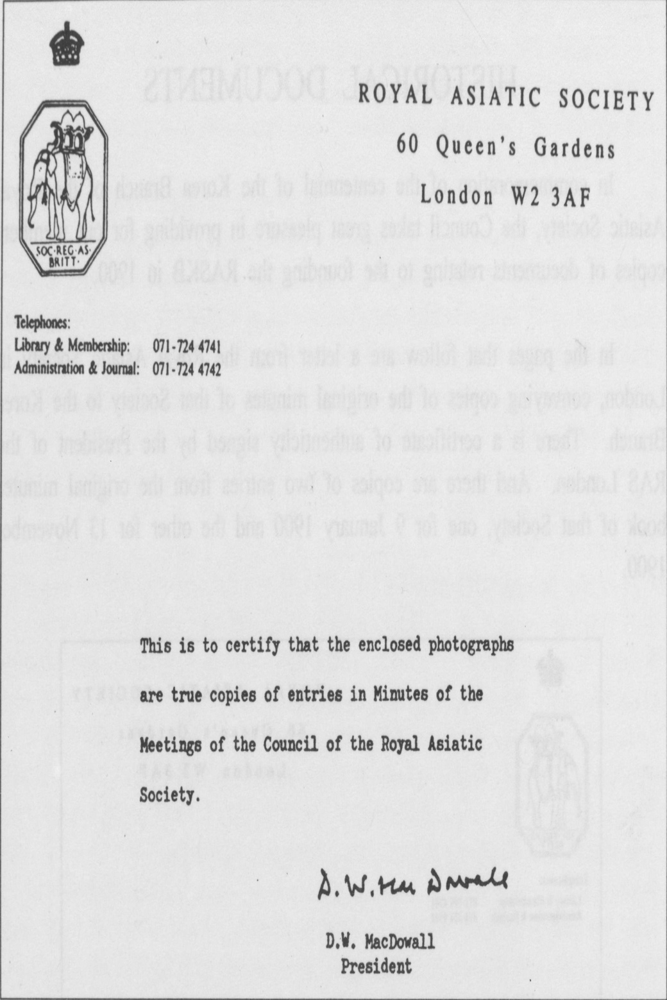 ROYAL ASIATIC SOCIETY
60 Queen's Gardens
London W2 3AF
SOC·REG·AS·
BRITT·
Telephones:
Library & Membership: 071-724 4741
Administration & Journal: 071-724 4742
This is to certify that the enclosed photographs
are true copies of entries in Minutes of the
Meetings of the Council of the Royal Asiatic
Society.
D. W. Mac Dowall
D.W. MacDowall
President